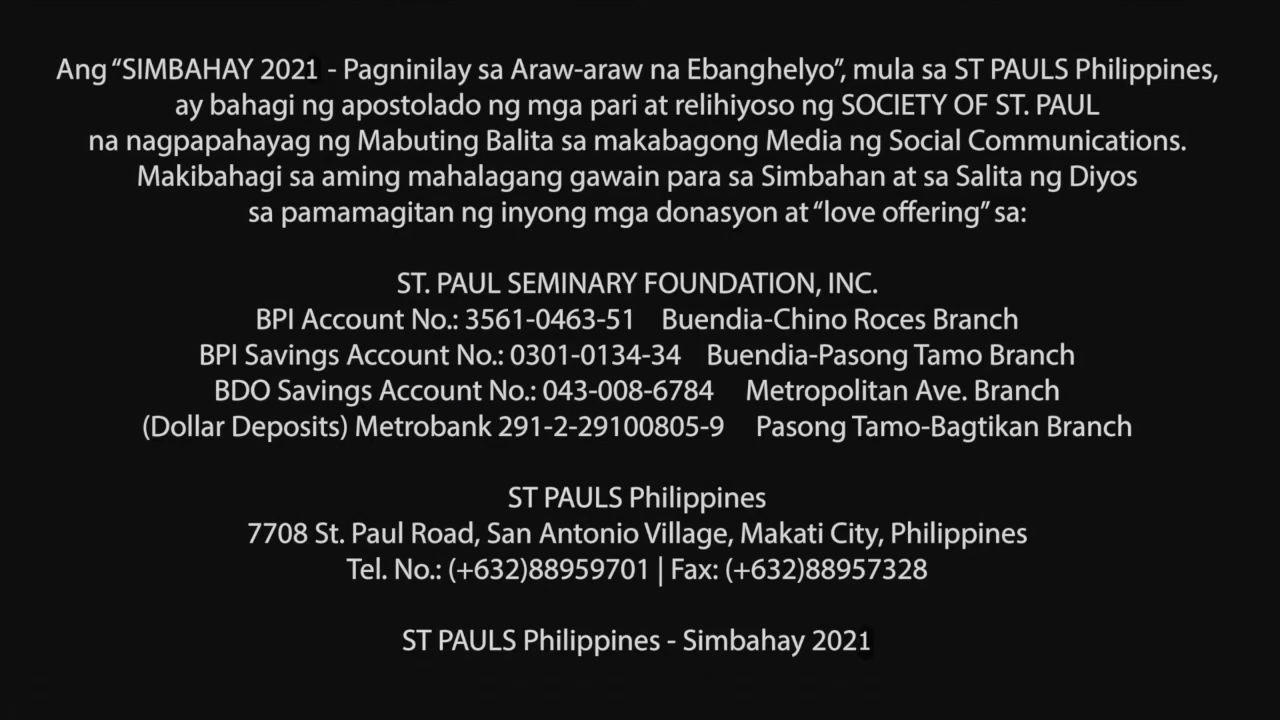 Ang “SIMBAHAY 2021 - Pagninilay sa Araw-araw na Ebanghelyo”, mula sa ST PAULS Philippines,
ay bahagi ng apostolado ng mga pari at relihiyoso ng SOCIETY OF ST. PAUL
na nagpapahayag ng Mabuting Balita sa makabagong Media ng Social Communications.
Makibahagi sa aming mahalagang gawain para sa Simbahan at sa Salita ng Diyos
sa pamamagitan ng inyong mga donasyon at “love offering” sa:
ST. PAUL SEMINARY FOUNDATION, INC.
BPI Account No.: 3561-0463-51 Buendia-Chino Roces Branch
BPI Savings Account No.: 0301-0134-34 Buendia-Pasong Tamo Branch
BDO Savings Account No.: 043-008-6784 Metropolitan Ave. Branch
(Dollar Deposits) Metrobank 291-2-29100805-9 Pasong Tamo-Bagtikan Branch
ST PAULS Philippines
7708 St. Paul Road, San Antonio Village, Makati City, Philippines
Tel. No.: (+632)88959701 | Fax: (+632)88957328
ST PAULS Philippines - Simbahay 2021